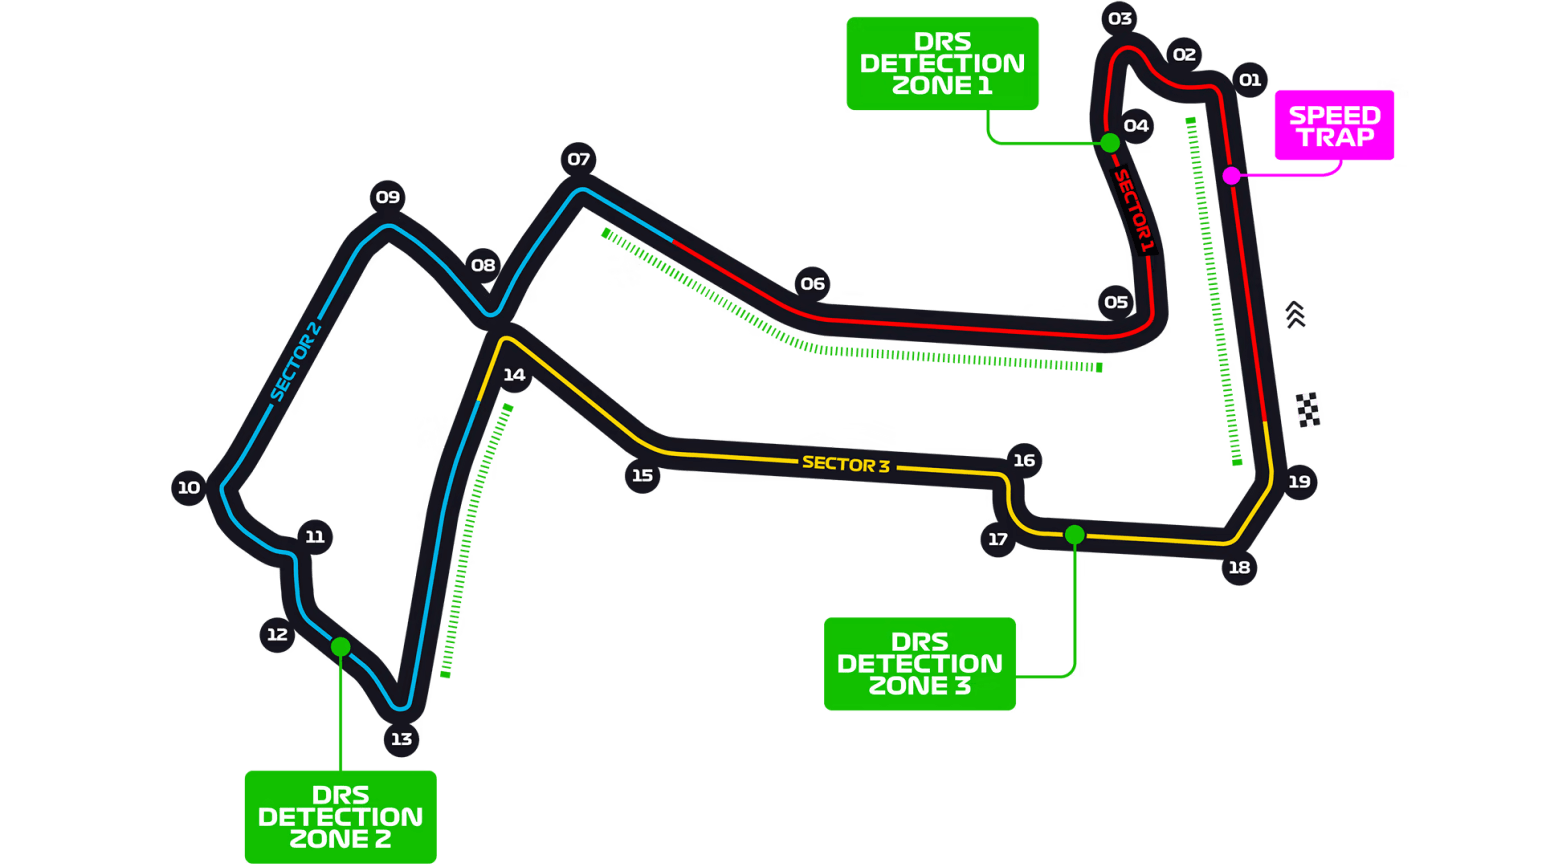 03
DRS
DETECTION
ZONE 1
02
01
SPEED
TRAP
04
07
SECTOR 1
09
08
06
05
SECTOR 2
14
15
SECTOR 3
16
19
10
11
17
18
12
DRS
DETECTION
ZONE 3
13
DRS
DETECTION
ZONE 2